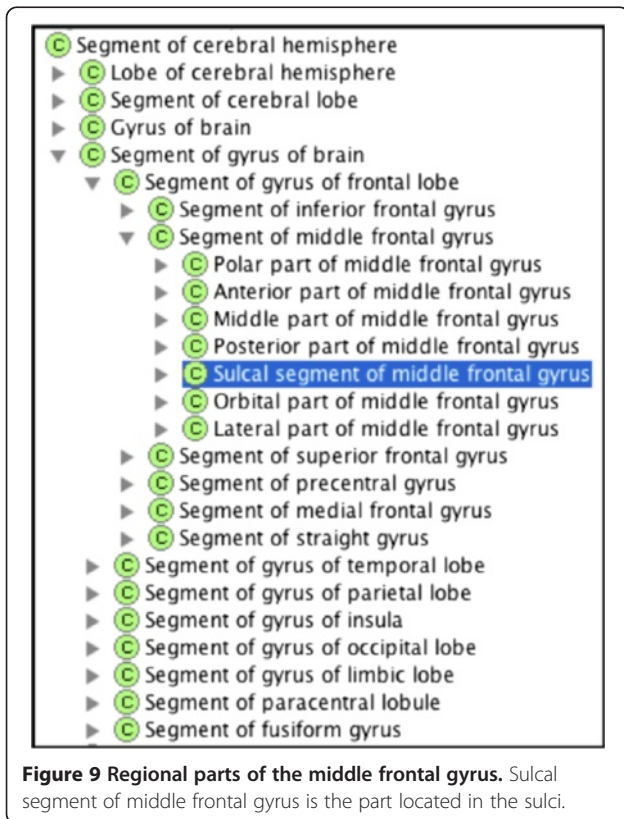 Segment of cerebral hemisphere
Lobe of cerebral hemisphere
Segment of cerebral lobe
Gyrus of brain
Segment of gyrus of brain
Segment of gyrus of frontal lobe
Segment of inferior frontal gyrus
Segment of middle frontal gyrus
Polar part of middle frontal gyrus
Anterior part of middle frontal gyrus
Middle part of middle frontal gyrus
Posterior part of middle frontal gyrus
Sulcal segment of middle frontal gyrus
Orbital part of middle frontal gyrus
Lateral part of middle frontal gyrus
Segment of superior frontal gyrus
Segment of precentral gyrus
Segment of medial frontal gyrus
Segment of straight gyrus
Segment of gyrus of temporal lobe
Segment of gyrus of parietal lobe
Segment of gyrus of insula
Segment of gyrus of occipital lobe
Segment of gyrus of limbic lobe
Segment of paracentral lobule
Segment of fusiform gyrus
Figure 9 Regional parts of the middle frontal gyrus. Sulcal
segment of middle frontal gyrus is the part located in the sulci.